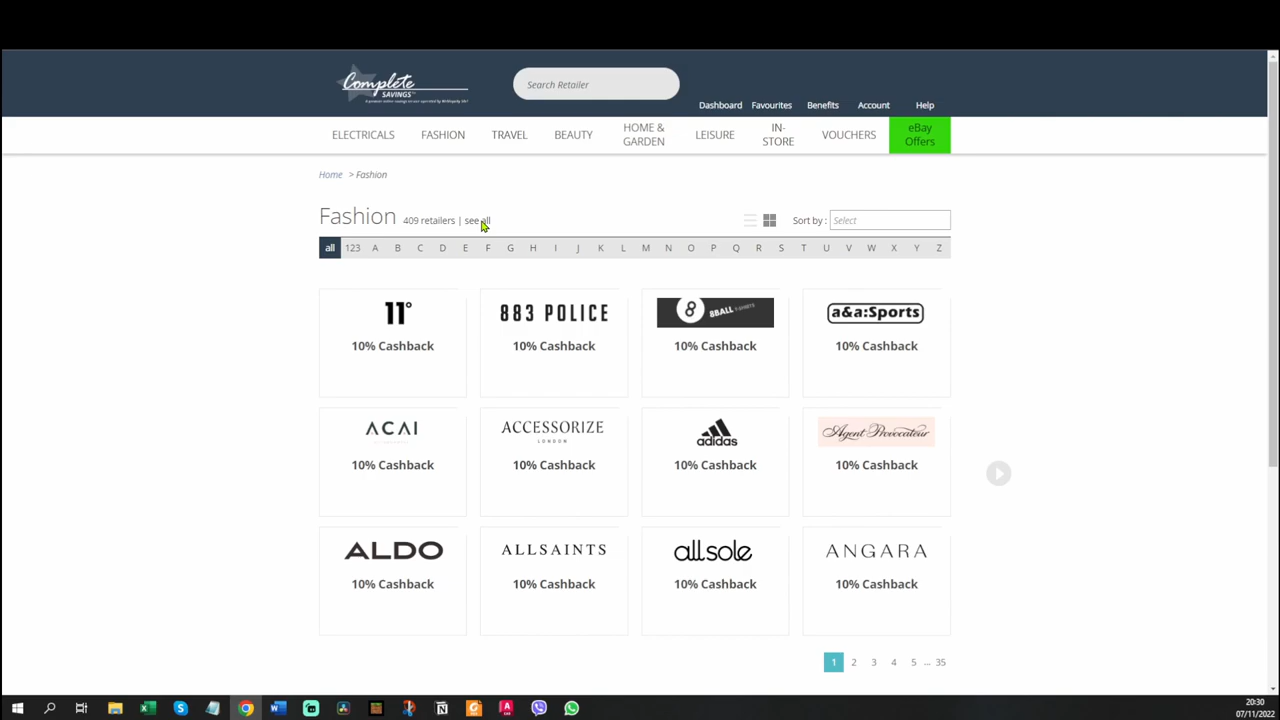 Complete
SAVINGS™
Search Retailer
Dashboard Favourites Benefits Account Help
ELECTRICALS FASHION TRAVEL BEAUTY HOME & GARDEN LEISURE IN-STORE VOUCHERS eBay Offers
Home > Fashion
Fashion 409 retailers | see all
Sort by : Select
all 123 A B C D E F G H I J K L M N O P Q R S T U V W X Y Z
11° 883 POLICE 8 8BALL T-SHIRTS a&a:Sports
10% Cashback 10% Cashback 10% Cashback 10% Cashback
ACAI ACCESSORIZE LONDON adidas Agent Provocateur
10% Cashback 10% Cashback 10% Cashback 10% Cashback
ALDO ALLSAINTS allsole ANGARA
10% Cashback 10% Cashback 10% Cashback 10% Cashback
1 2 3 4 5 ... 35
20:30
07/11/2022